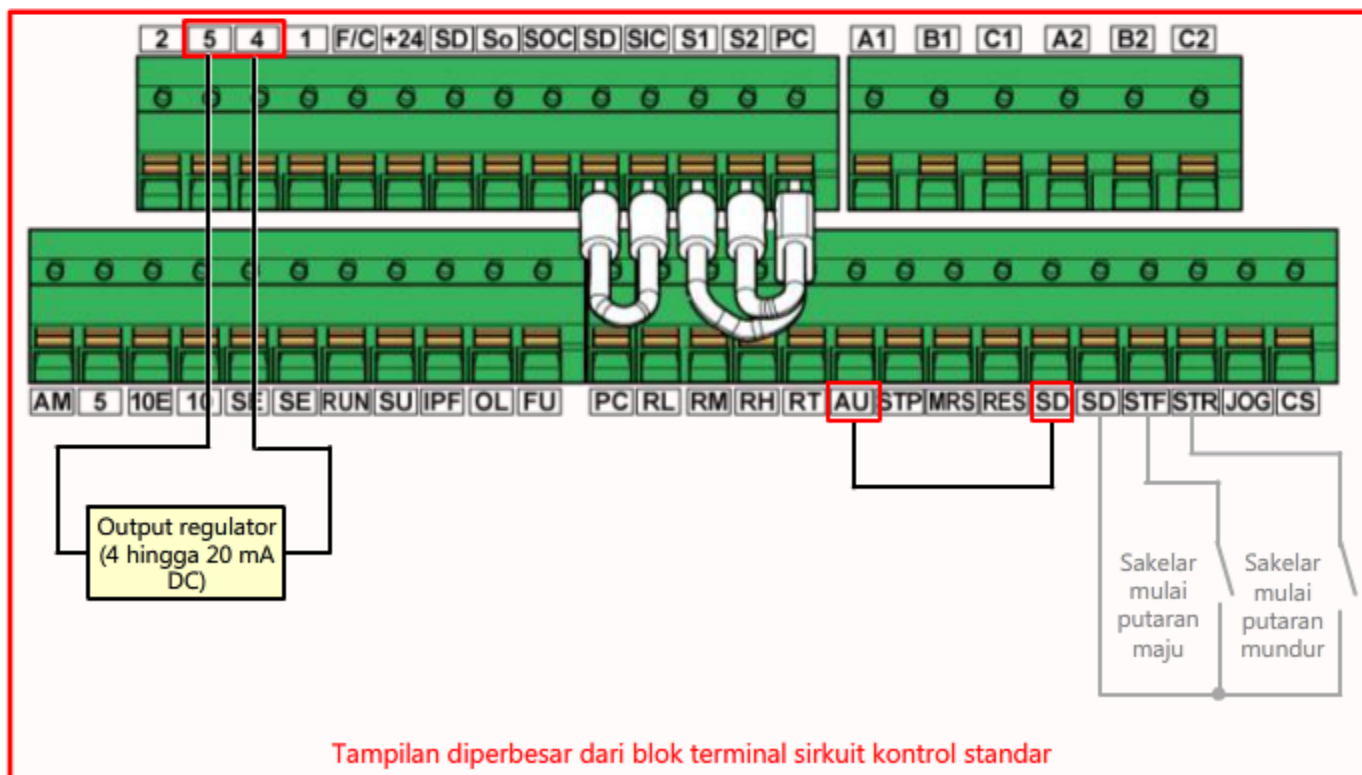 2 5 4 1 F/C +24 SD So SOC SD SIC S1 S2 PC A1 B1 C1 A2 B2 C2
AM 5 10E 10 SE SE RUN SU IPF OL FU PC RL RM RH RT AU STP MRS RES SD SD STF STR JOG CS
Output regulator
(4 hingga 20 mA
DC)
Sakelar
mulai
putaran
maju
Sakelar
mulai
putaran
mundur
Tampilan diperbesar dari blok terminal sirkuit kontrol standar